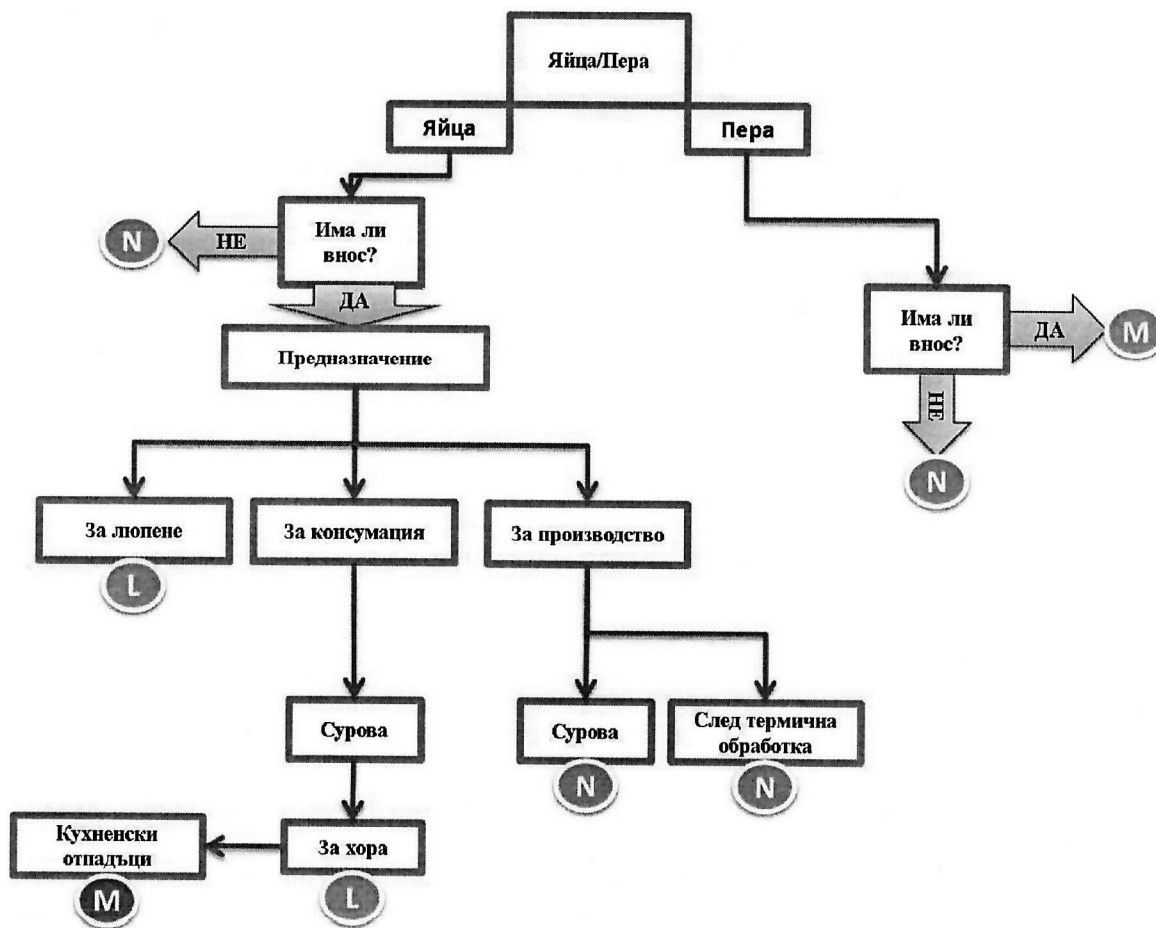 Яйца/Пера
Яйца
Пера
Има ли
внос?
НЕ
N
ДА
Има ли
внос?
ДА
M
НЕ
N
Предназначение
За люпене
L
За консумация
За производство
Сурова
Сурова
N
След термична
обработка
N
Кухненски
отпадъци
M
За хора
L